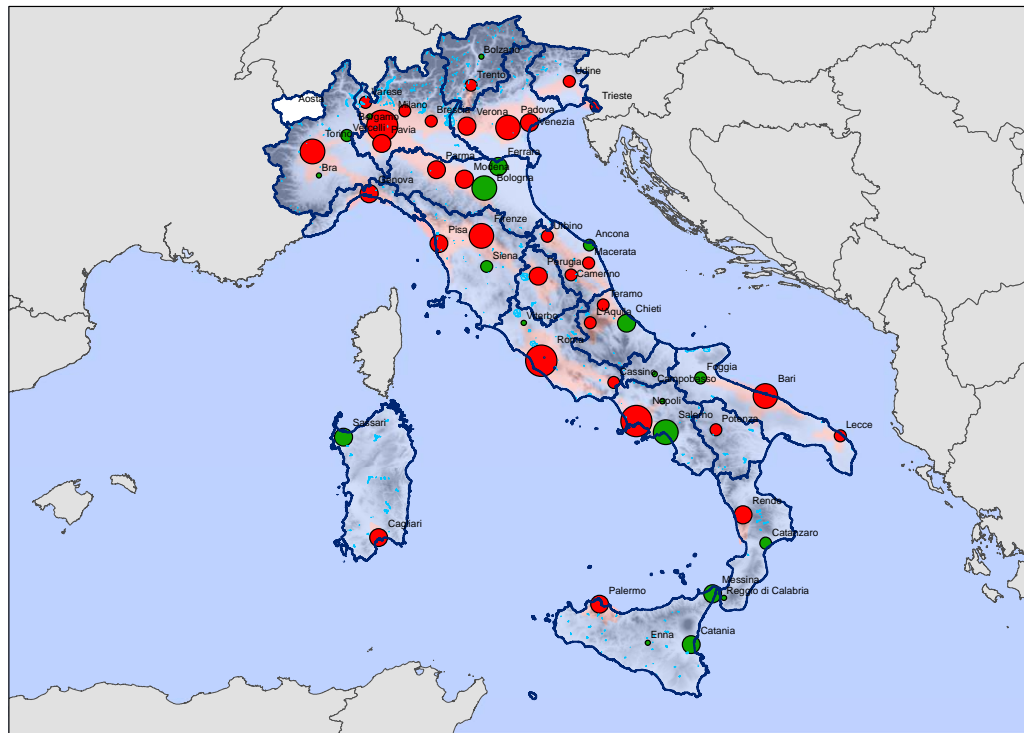 Bolzano
Trento
Udine
Aosta
Varese
Milano
Trieste
Bergamo
Brescia
Verona
Padova
Venezia
Vercelli
Torino
Pavia
Ferrara
Parma
Modena
Bra
Bologna
Genova
Firenze
Urbino
Pisa
Ancona
Macerata
Siena
Perugia
Camerino
Teramo
L'Aquila
Chieti
Viterbo
Roma
Cassino
Campobasso
Foggia
Bari
Napoli
Salerno
Potenza
Lecce
Sassari
Rende
Cagliari
Catanzaro
Messina
Reggio di Calabria
Palermo
Enna
Catania